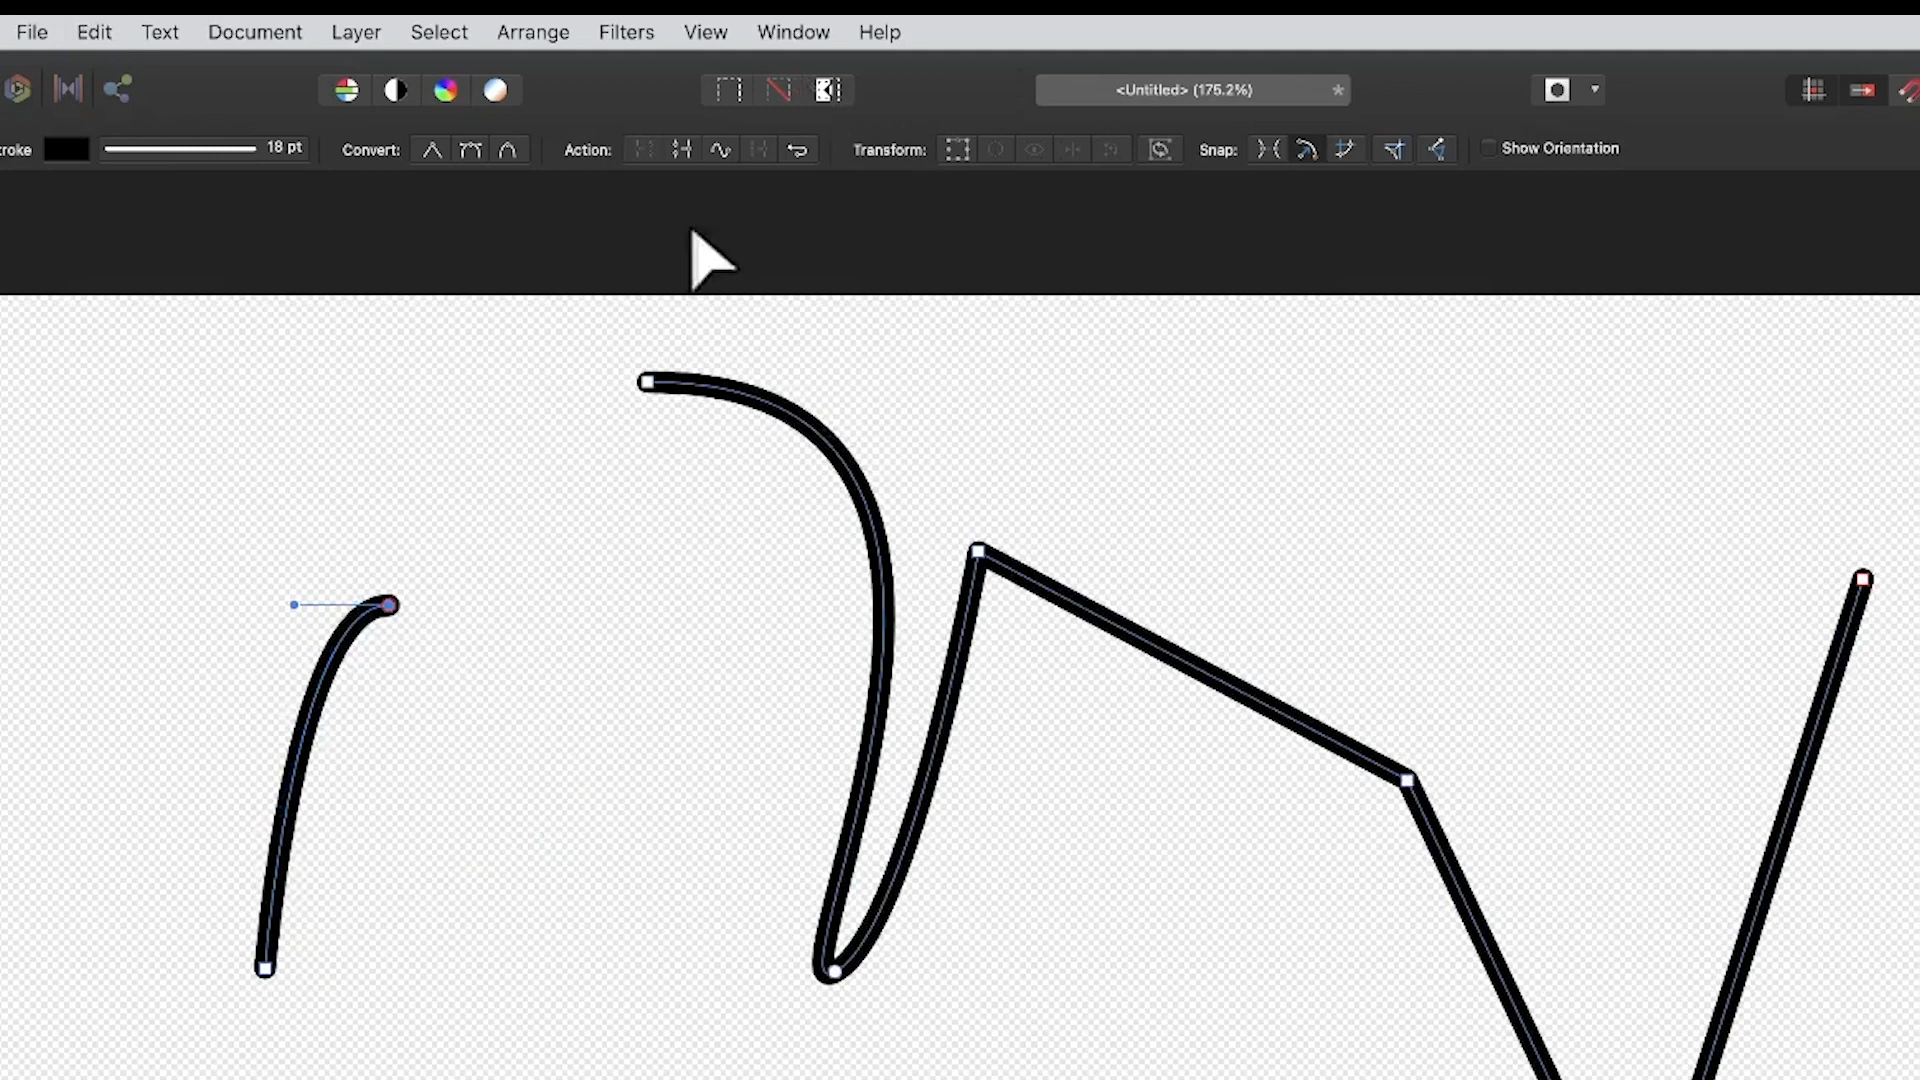 File Edit Text Document Layer Select Arrange Filters View Window Help
<Untitled> (175.2%) *
roke 18 pt Convert: Action: Transform: Snap: Show Orientation